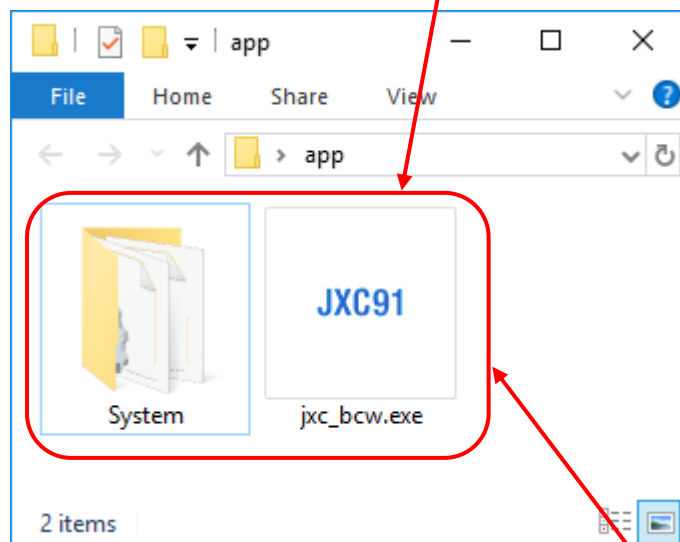 app
File Home Share View
app
JXC91
System jxc_bcw.exe
2 items